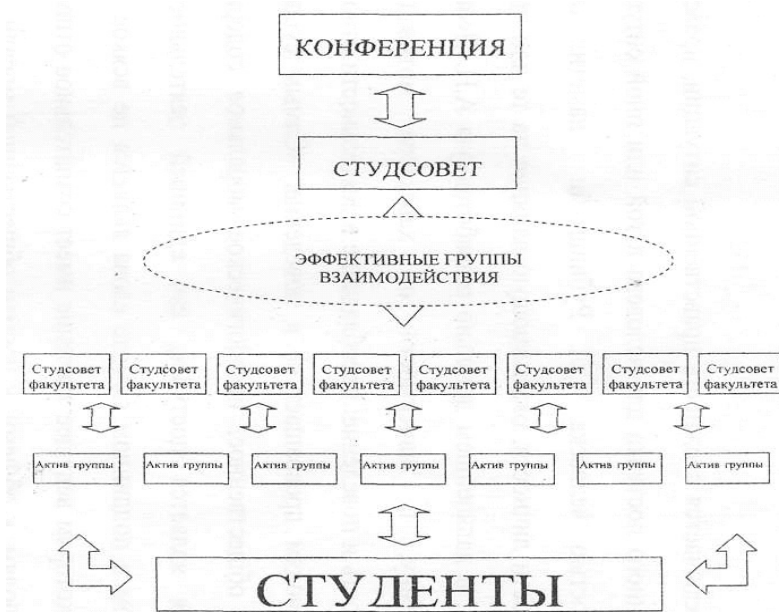 КОНФЕРЕНЦИЯ
СТУДСОВЕТ
ЭФФЕКТИВНЫЕ ГРУППЫ
ВЗАИМОДЕЙСТВИЯ
Студсовет Студсовет Студсовет Студсовет Студсовет Студсовет Студсовет Студсовет
факультета факультета факультета факультета факультета факультета факультета факультета
Актив группы Актив группы Актив группы Актив группы Актив группы Актив группы Актив группы
СТУДЕНТЫ